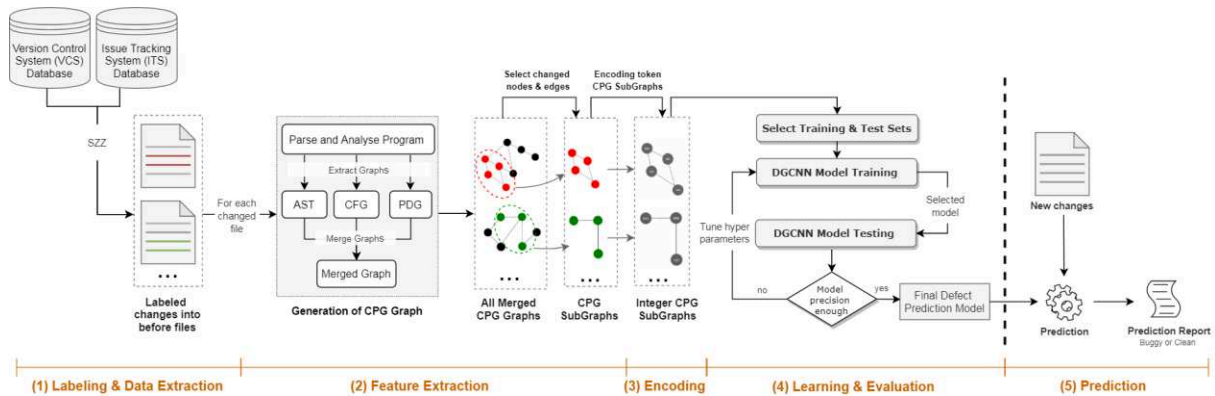 Version Control
System (VCS)
Database
Issue Tracking
System (ITS)
Database
SZZ
...
Labeled
changes into
before files
For each
changed
file
Parse and Analyse Program
Extract Graphs
AST
CFG
PDG
Merge Graphs
Merged Graph
Generation of CPG Graph
Select changed
nodes & edges
...
All Merged
CPG Graphs
Encoding token
CPG SubGraphs
...
CPG
SubGraphs
...
Integer CPG
SubGraphs
Select Training & Test Sets
DGCNN Model Training
Selected
model
Tune hyper
parameters
DGCNN Model Testing
no
Model
precision
enough
yes
Final Defect
Prediction Model
New changes
Prediction
Prediction Report
Buggy or Clean
(1) Labeling & Data Extraction
(2) Feature Extraction
(3) Encoding
(4) Learning & Evaluation
(5) Prediction